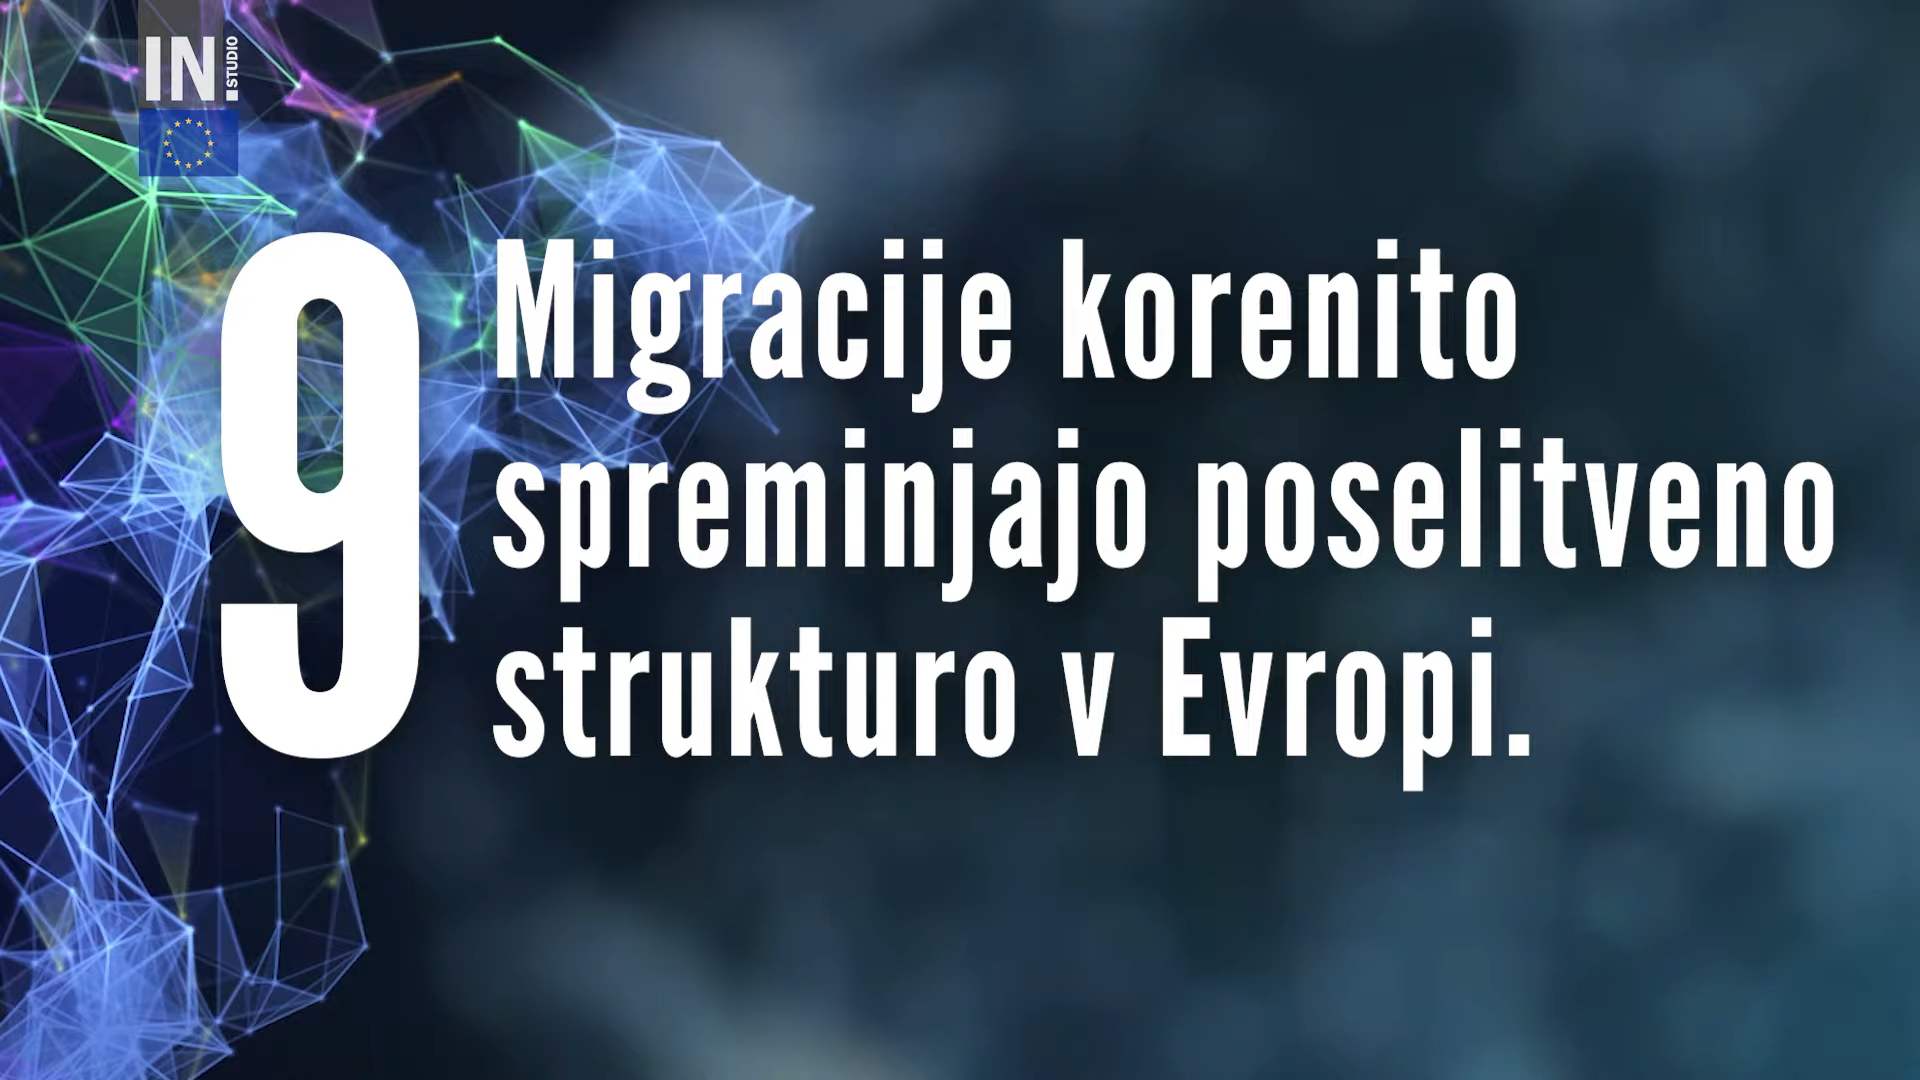 IN!
STUDIO
9
Migracije korenito
spreminjajo poselitveno
strukturo v Evropi.